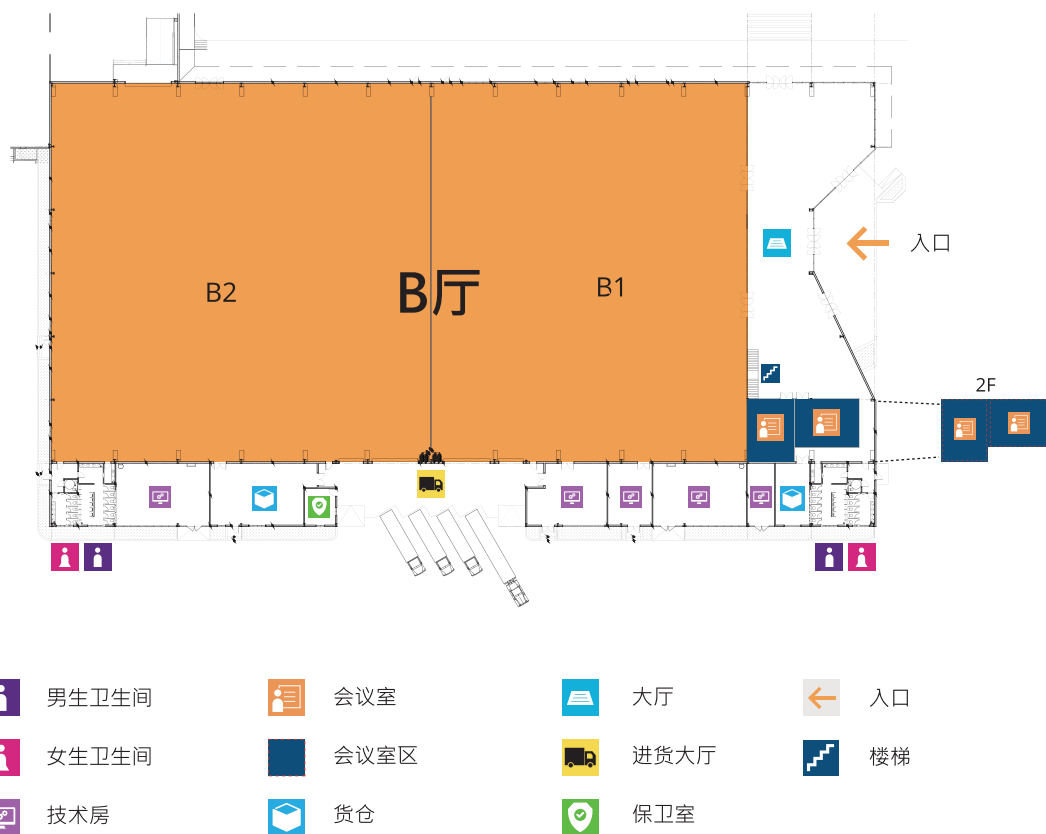 入口
B2
B厅
B1
2F
男生卫生间
会议室
大厅
入口
女生卫生间
会议室区
进货大厅
楼梯
技术房
货仓
保卫室